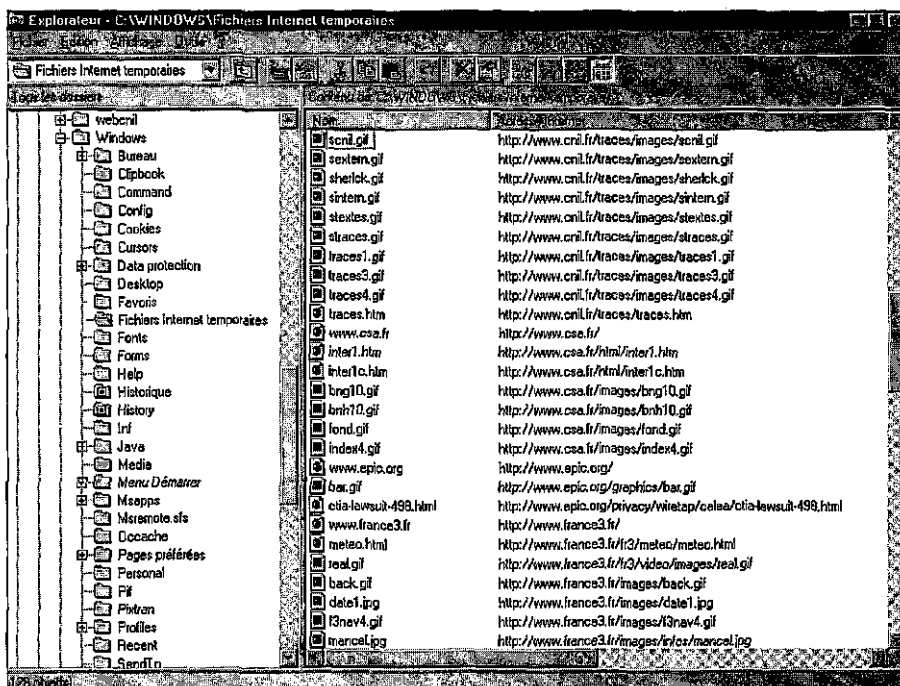 Explorateur - C:\WINDOWS\Fichiers Internet temporaires
Fichiers Internet temporaires
Tous les dossiers
Nom
webcnil
Windows
Bureau
Clipbook
Command
Config
Cookies
Cursors
Data protection
Desktop
Favoris
Fichiers Internet temporaires
Fonts
Forms
Help
Historique
History
Inf
Java
Media
Menu Démarrer
Msapps
Msremote.sfs
Occache
Pages préférées
Personal
Pif
Pixtran
Profiles
Recent
SendTo
scnil.gif http://www.cnil.fr/traces/images/scnil.gif
sextern.gif http://www.cnil.fr/traces/images/sextern.gif
sherlck.gif http://www.cnil.fr/traces/images/sherlck.gif
sintern.gif http://www.cnil.fr/traces/images/sintern.gif
stextes.gif http://www.cnil.fr/traces/images/stextes.gif
straces.gif http://www.cnil.fr/traces/images/straces.gif
traces1.gif http://www.cnil.fr/traces/images/traces1.gif
traces3.gif http://www.cnil.fr/traces/images/traces3.gif
traces4.gif http://www.cnil.fr/traces/images/traces4.gif
traces.htm http://www.cnil.fr/traces/traces.htm
www.csa.fr http://www.csa.fr/
inter1.htm http://www.csa.fr/html/inter1.htm
inter1c.htm http://www.csa.fr/html/inter1c.htm
bng10.gif http://www.csa.fr/images/bng10.gif
bnh10.gif http://www.csa.fr/images/bnh10.gif
fond.gif http://www.csa.fr/images/fond.gif
index4.gif http://www.csa.fr/images/index4.gif
www.epic.org http://www.epic.org/
bar.gif http://www.epic.org/graphics/bar.gif
ctia-lawsuit-498.html http://www.epic.org/privacy/wiretap/calea/ctia-lawsuit-498.html
www.france3.fr http://www.france3.fr/
meteo.html http://www.france3.fr/fr3/meteo/meteo.html
real.gif http://www.france3.fr/fr3/video/images/real.gif
back.gif http://www.france3.fr/images/back.gif
date1.jpg http://www.france3.fr/images/date1.jpg
f3nav4.gif http://www.france3.fr/images/f3nav4.gif
mancel.jpg http://www.france3.fr/images/infos/mancel.jpg